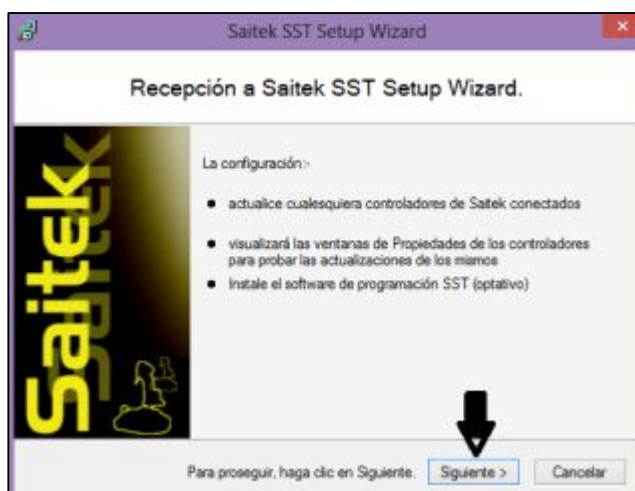 Saitek SST Setup Wizard
Recepción a Saitek SST Setup Wizard.
Saitek
Saitek
La configuración:-
actualice cualesquiera controladores de Saitek conectados
visualizará las ventanas de Propiedades de los controladores
para probar las actualizaciones de los mismos
Instale el software de programación SST (optativo)
Para proseguir, haga clic en Siguiente.
Siguiente >
Cancelar